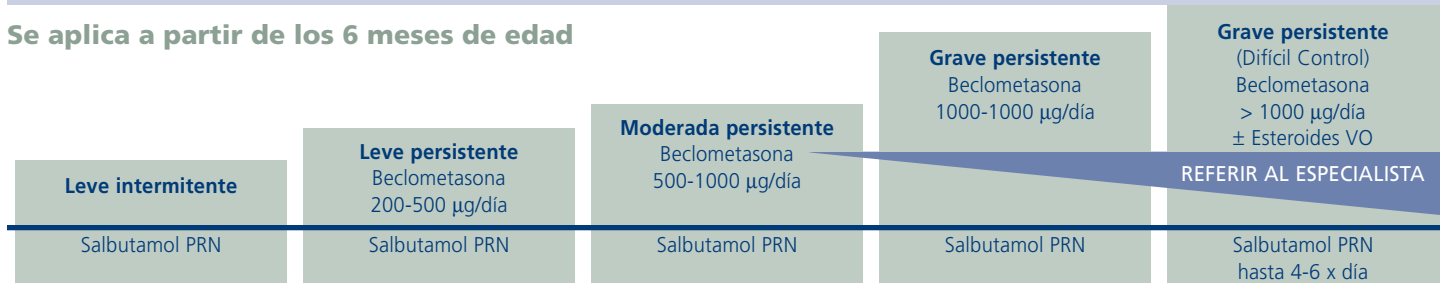 Se aplica a partir de los 6 meses de edad
Leve intermitente
Salbutamol PRN
Leve persistente
Beclometasona
200-500 µg/día
Salbutamol PRN
Moderada persistente
Beclometasona
500-1000 µg/día
Salbutamol PRN
Grave persistente
Beclometasona
1000-1000 µg/día
Salbutamol PRN
Grave persistente
(Difícil Control)
Beclometasona
> 1000 µg/día
± Esteroides VO
REFERIR AL ESPECIALISTA
Salbutamol PRN
hasta 4-6 x día